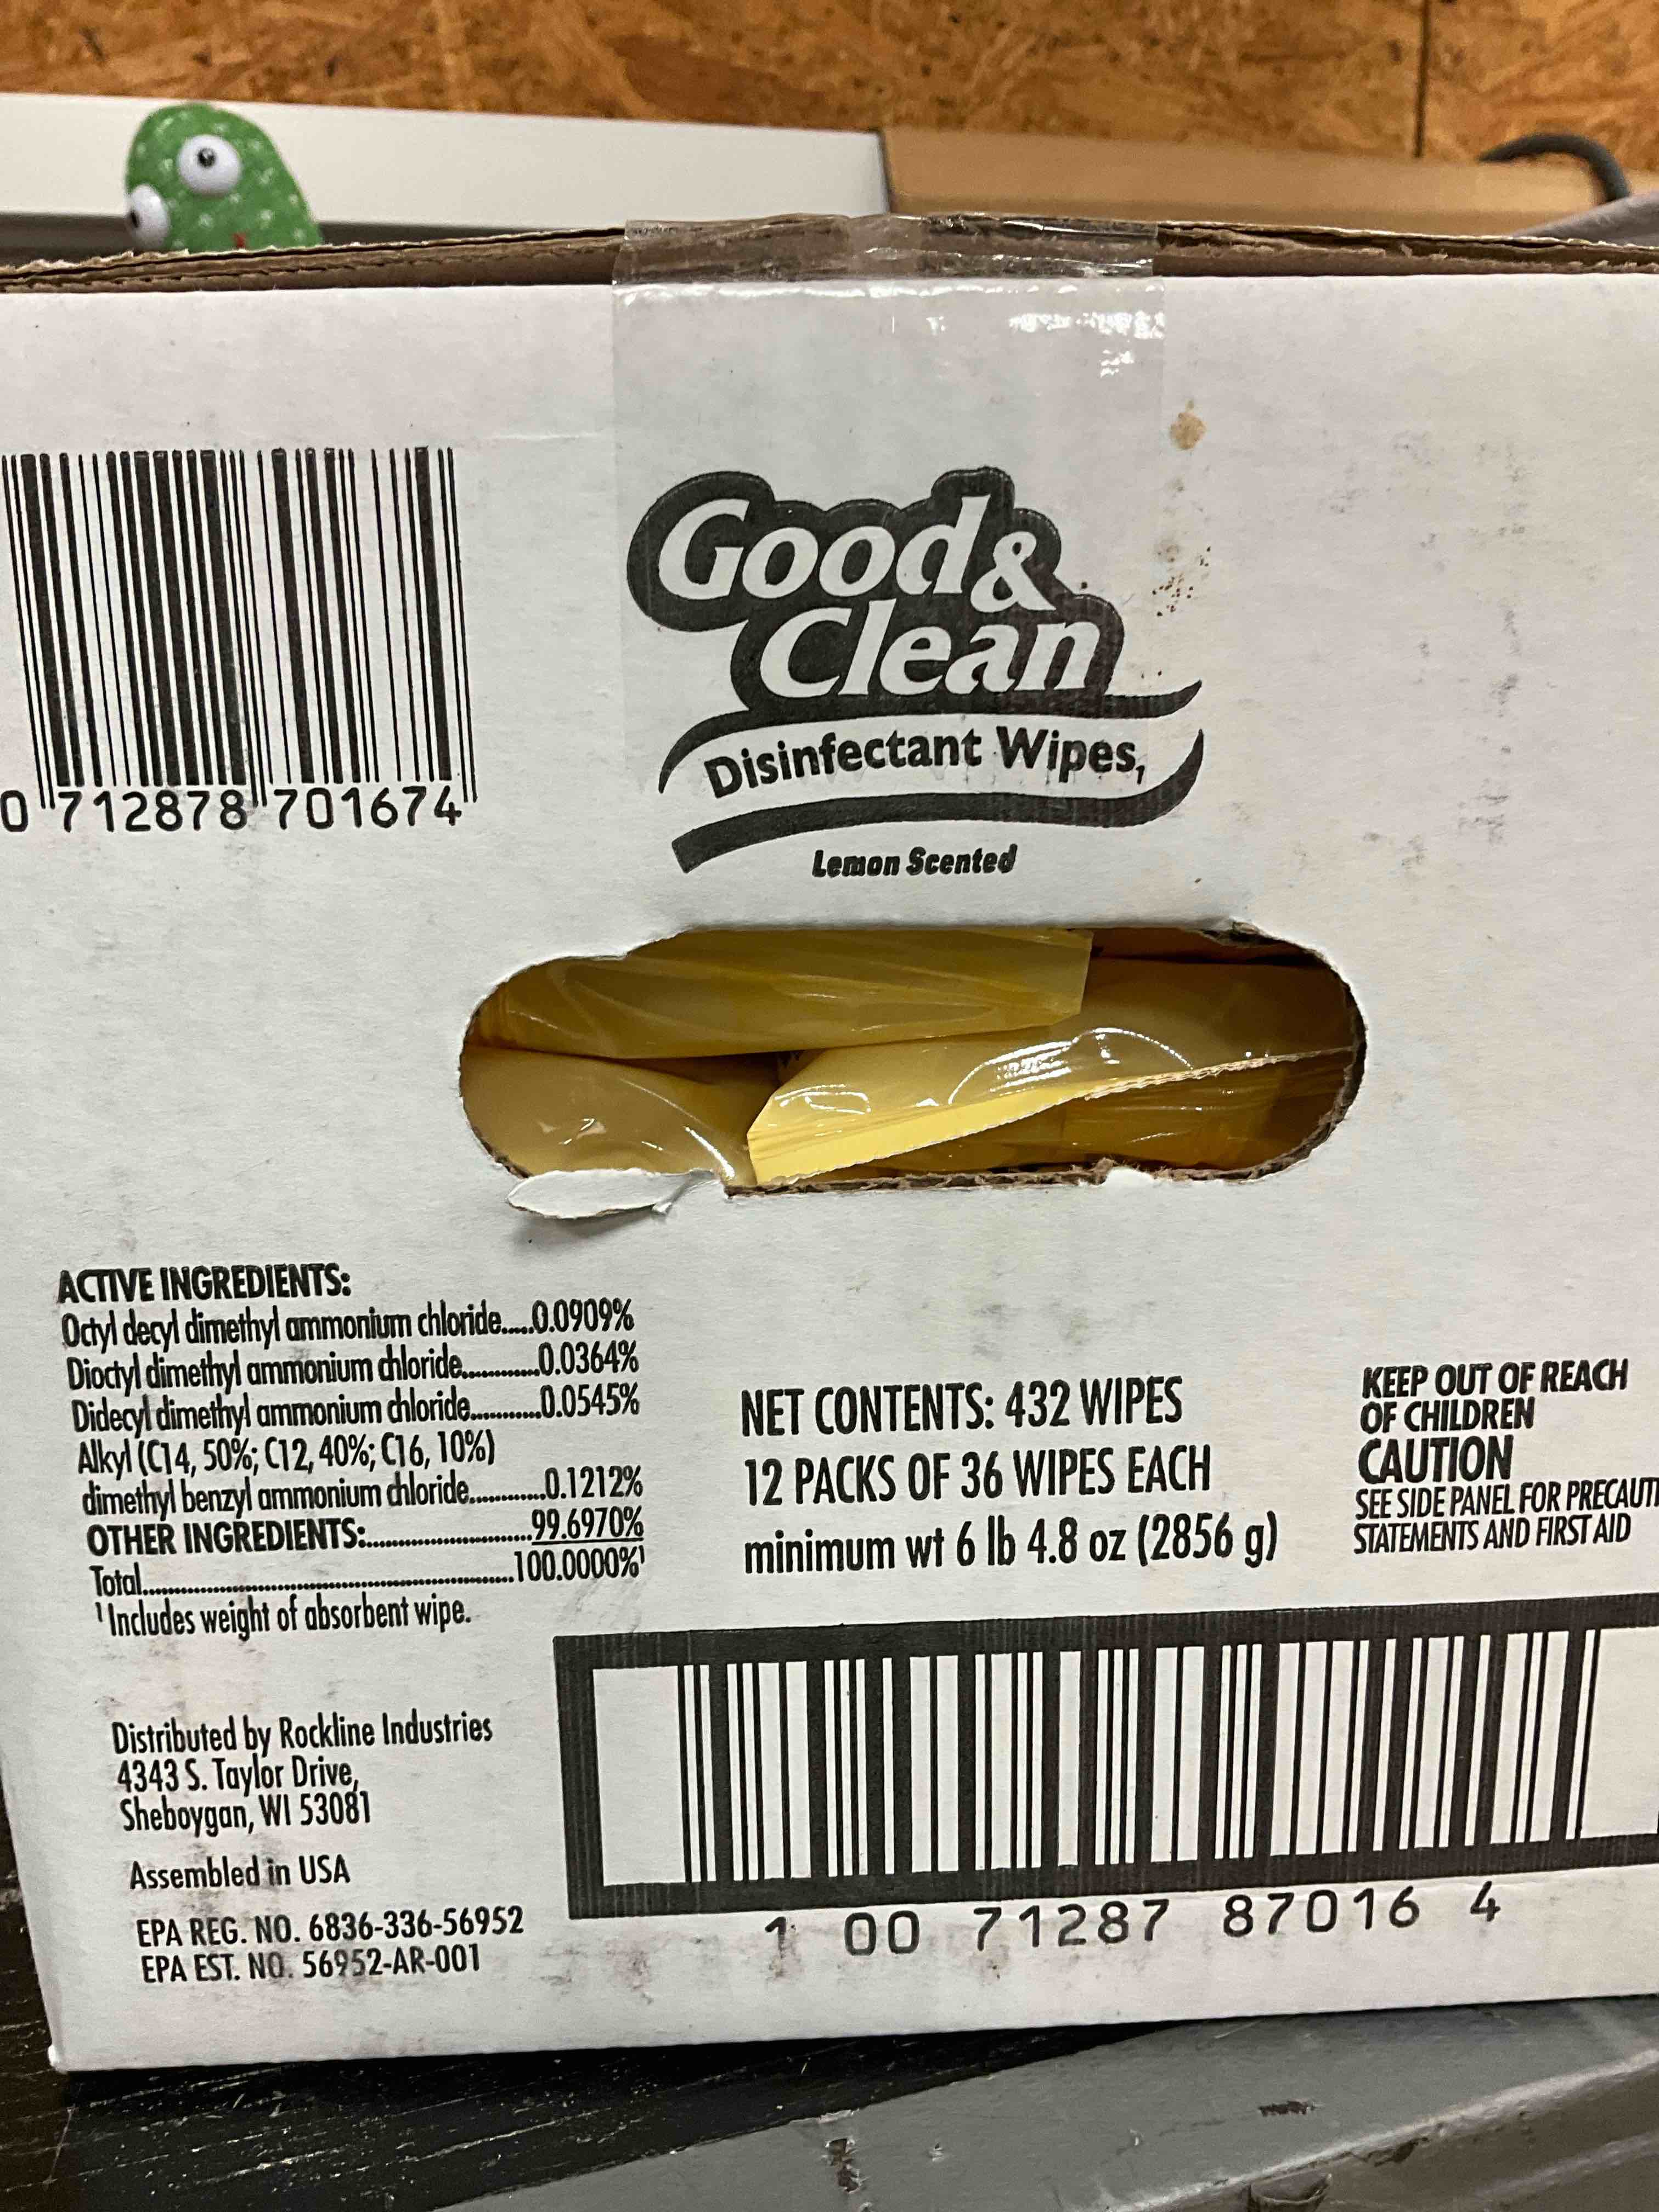 0 712878 701674
Good&
Clean
Disinfectant Wipes,
Lemon Scented
ACTIVE INGREDIENTS:
Octyl decyl dimethyl ammonium chloride.....0.0909%
Dioctyl dimethyl ammonium chloride............0.0364%
Didecyl dimethyl ammonium chloride...........0.0545%
Alkyl (C14, 50%; C12, 40%; C16, 10%)
dimethyl benzyl ammonium chloride............0.1212%
OTHER INGREDIENTS:..........................99.6970%
Total..........................................................100.0000%¹
¹Includes weight of absorbent wipe.
NET CONTENTS: 432 WIPES
12 PACKS OF 36 WIPES EACH
minimum wt 6 lb 4.8 oz (2856 g)
KEEP OUT OF REACH
OF CHILDREN
CAUTION
SEE SIDE PANEL FOR PRECAUTI
STATEMENTS AND FIRST AID
Distributed by Rockline Industries
4343 S. Taylor Drive,
Sheboygan, WI 53081
Assembled in USA
EPA REG. NO. 6836-336-56952
EPA EST. NO. 56952-AR-001
1 00 71287 87016 4